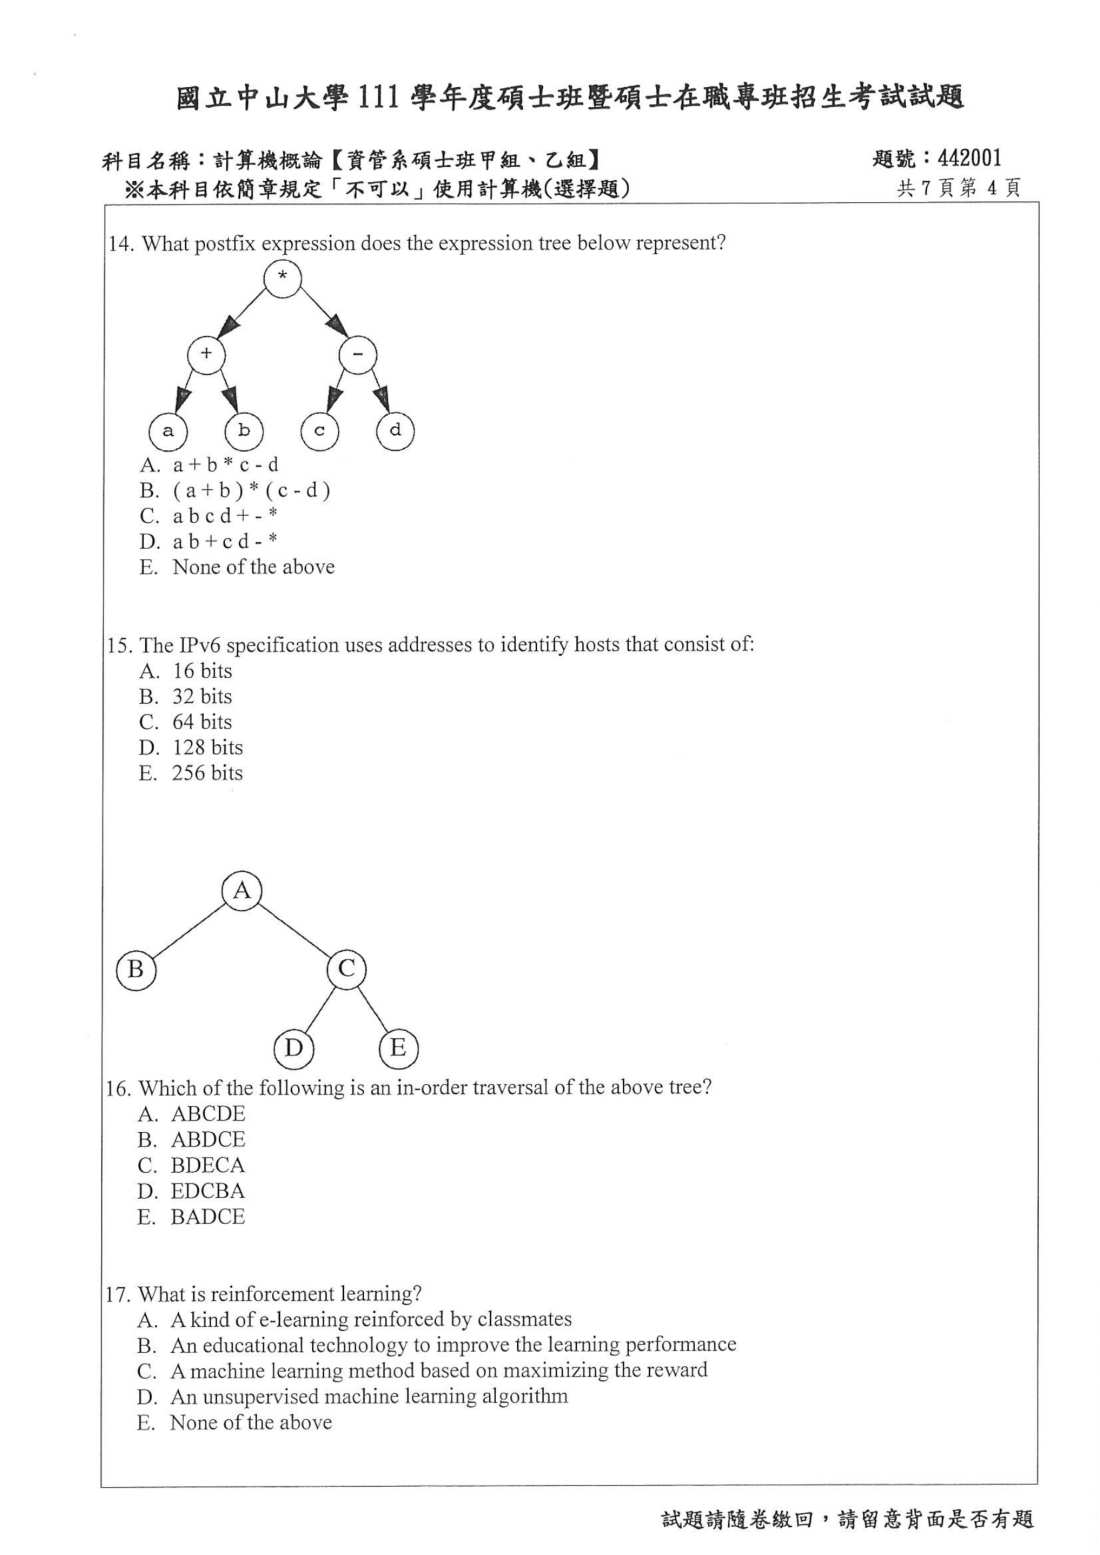 國立中山大學 111 學年度碩士班暨碩士在職專班招生考試試題
科目名稱：計算機概論【資管系碩士班甲組、乙組】
題號：442001
※本科目依簡章規定「不可以」使用計算機(選擇題)
共 7 頁第 4 頁
14. What postfix expression does the expression tree below represent?
*
+ -
a b c d
A. a + b * c - d
B. ( a + b ) * ( c - d )
C. a b c d + - *
D. a b + c d - *
E. None of the above
15. The IPv6 specification uses addresses to identify hosts that consist of:
A. 16 bits
B. 32 bits
C. 64 bits
D. 128 bits
E. 256 bits
A
B C
D E
16. Which of the following is an in-order traversal of the above tree?
A. ABCDE
B. ABDCE
C. BDECA
D. EDCBA
E. BADCE
17. What is reinforcement learning?
A. A kind of e-learning reinforced by classmates
B. An educational technology to improve the learning performance
C. A machine learning method based on maximizing the reward
D. An unsupervised machine learning algorithm
E. None of the above
試題請隨卷繳回，請留意背面是否有題